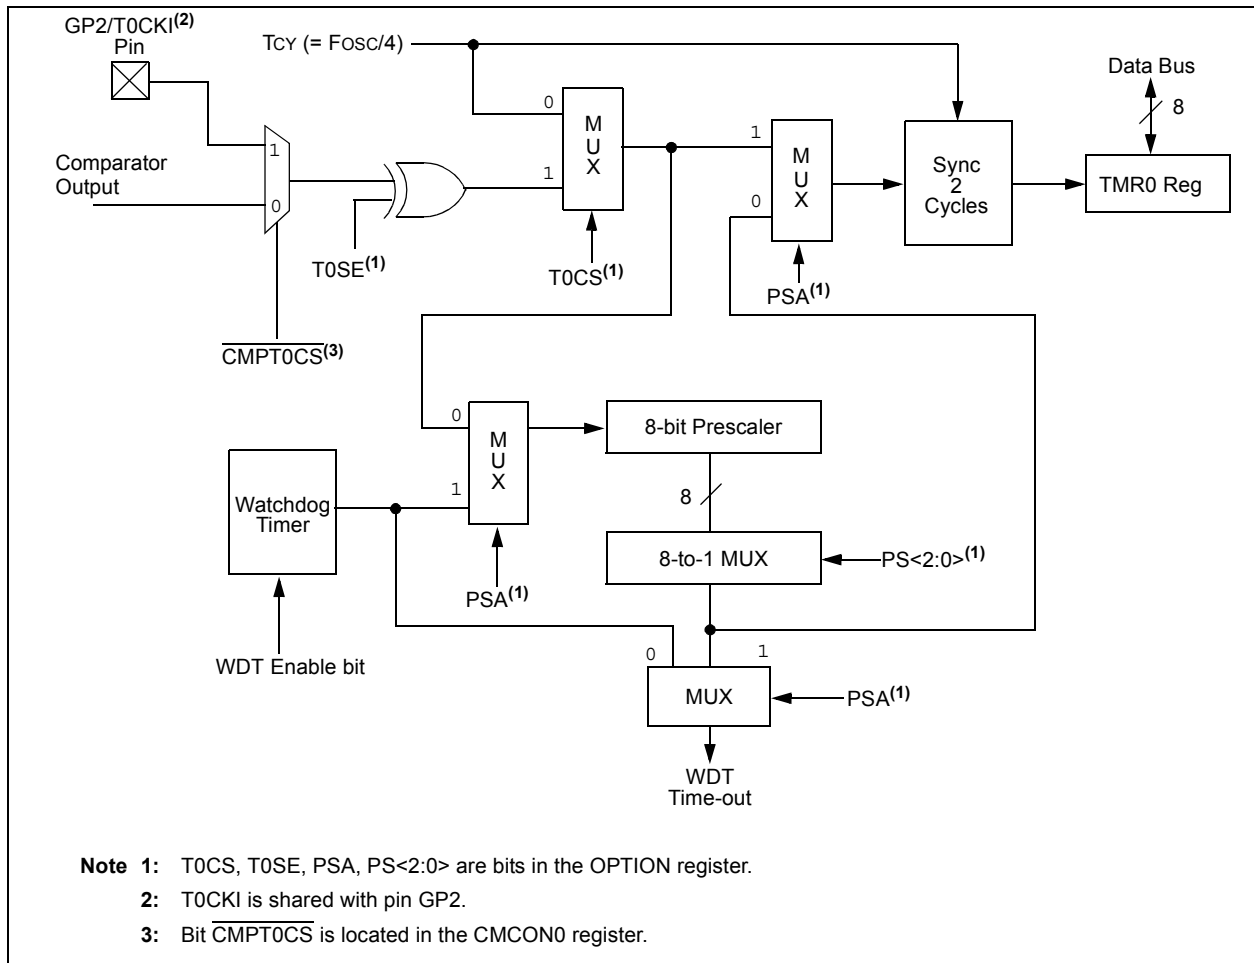 GP2/T0CKI(2)
Pin
TCY (= FOSC/4)
Data Bus
8
0
M
U
X
1
1
M
U
X
0
Sync
2
Cycles
TMR0 Reg
1
0
Comparator
Output
T0SE(1)
T0CS(1)
PSA(1)
CMPT0CS(3)
0
M
U
X
1
8-bit Prescaler
8
Watchdog
Timer
8-to-1 MUX
PS<2:0>(1)
PSA(1)
WDT Enable bit
0
1
MUX
PSA(1)
WDT
Time-out
Note 1: T0CS, T0SE, PSA, PS<2:0> are bits in the OPTION register.
2: T0CKI is shared with pin GP2.
3: Bit CMPT0CS is located in the CMCON0 register.